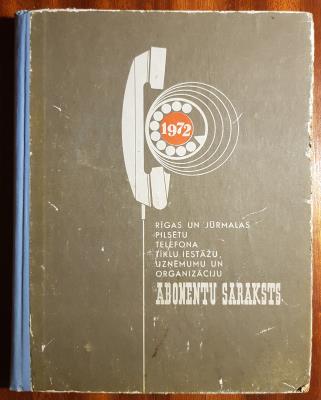 1972
RĪGAS UN JŪRMALAS
PILSĒTU
TELEFONA
TĪKLU IESTĀŽU,
UZŅĒMUMU UN
ORGANIZĀCIJU
ABONENTU SARAKSTS